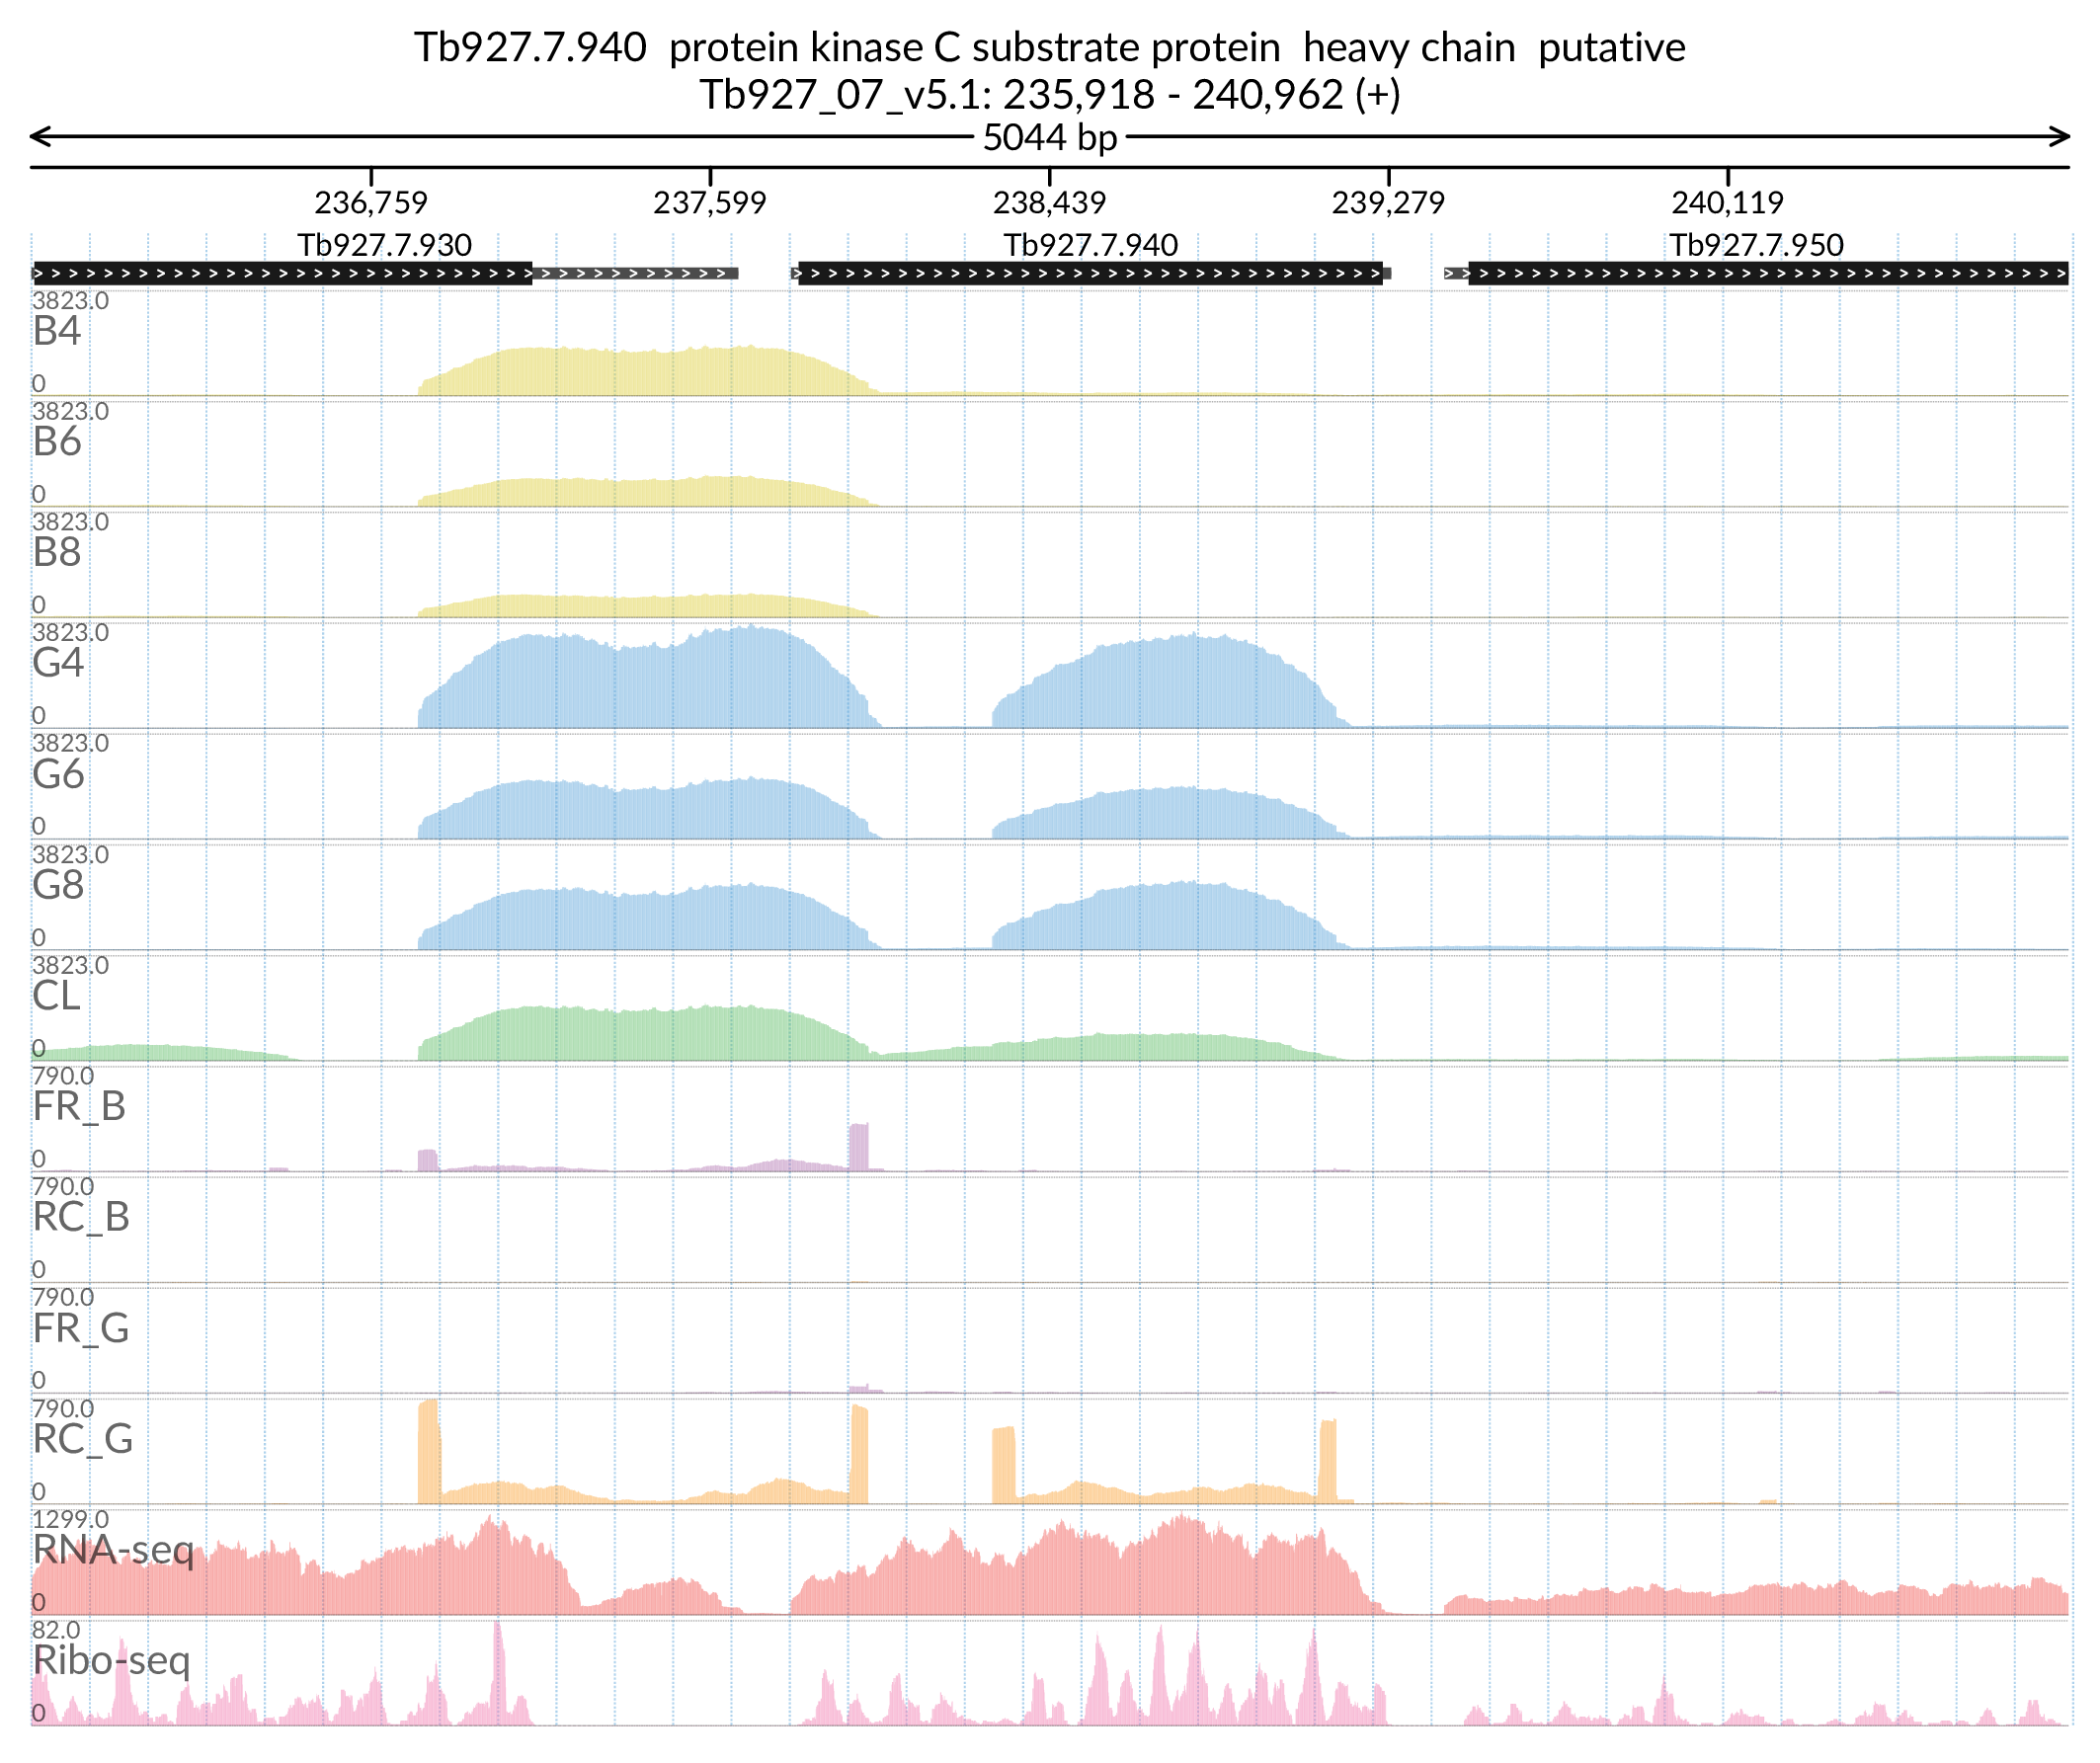 Tb927.7.940  protein kinase C substrate protein  heavy chain  putative
Tb927_07_v5.1: 235,918 - 240,962 (+)
5044 bp
236,759 237,599 238,439 239,279 240,119
Tb927.7.930 Tb927.7.940 Tb927.7.950
3823.0
B4
0
3823.0
B6
0
3823.0
B8
0
3823.0
G4
0
3823.0
G6
0
3823.0
G8
0
3823.0
CL
0
790.0
FR_B
0
790.0
RC_B
0
790.0
FR_G
0
790.0
RC_G
0
1299.0
RNA-seq
0
82.0
Ribo-seq
0